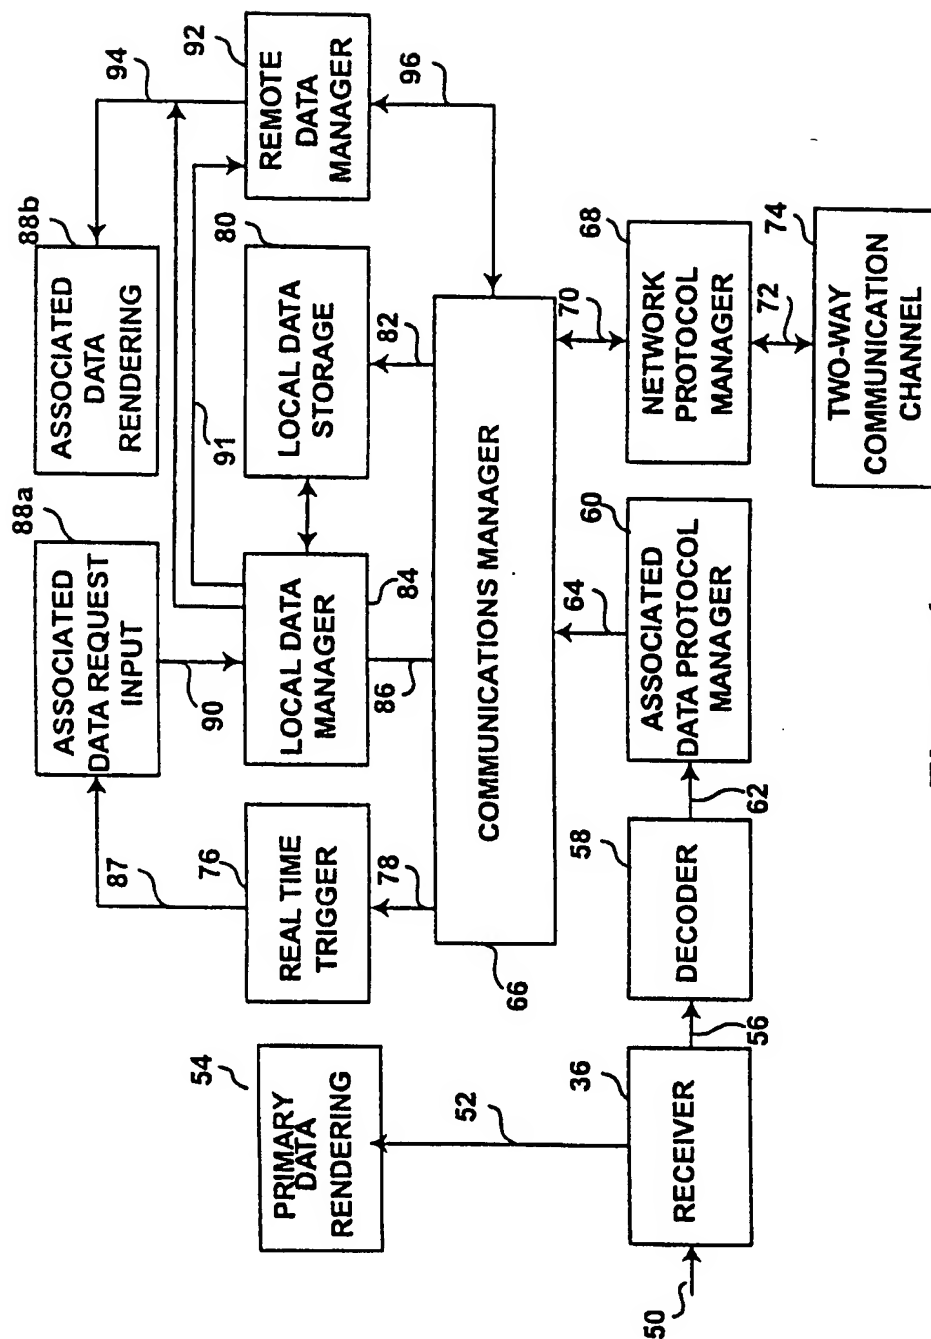 54
PRIMARY
DATA
RENDERING
87
76
REAL TIME
TRIGGER
78
88a
ASSOCIATED
DATA REQUEST
INPUT
90
LOCAL DATA
MANAGER
84
86
88b
ASSOCIATED
DATA
RENDERING
91
94
80
LOCAL DATA
STORAGE
82
92
REMOTE
DATA
MANAGER
96
COMMUNICATIONS MANAGER
66
52
50
36
RECEIVER
56
58
DECODER
62
60
ASSOCIATED
DATA PROTOCOL
MANAGER
64
68
NETWORK
PROTOCOL
MANAGER
70
72
74
TWO-WAY
COMMUNICATION
CHANNEL